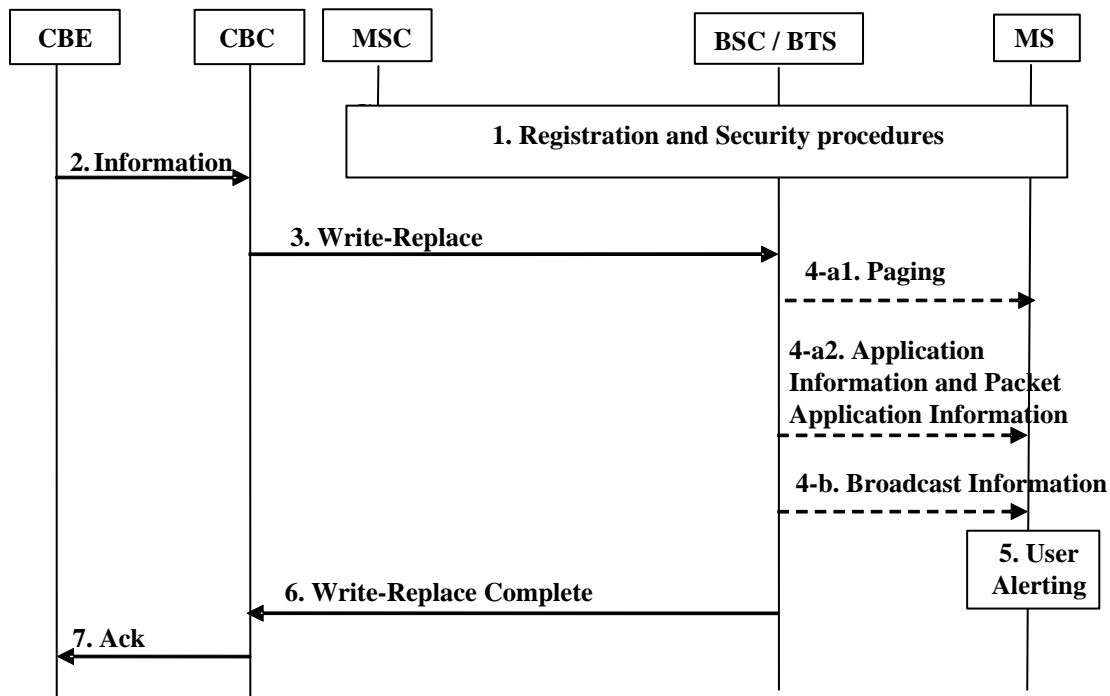 CBE
CBC
MSC
BSC / BTS
MS
1. Registration and Security procedures
2. Information
3. Write-Replace
4-a1. Paging
4-a2. Application
Information and Packet
Application Information
4-b. Broadcast Information
5. User
Alerting
6. Write-Replace Complete
7. Ack